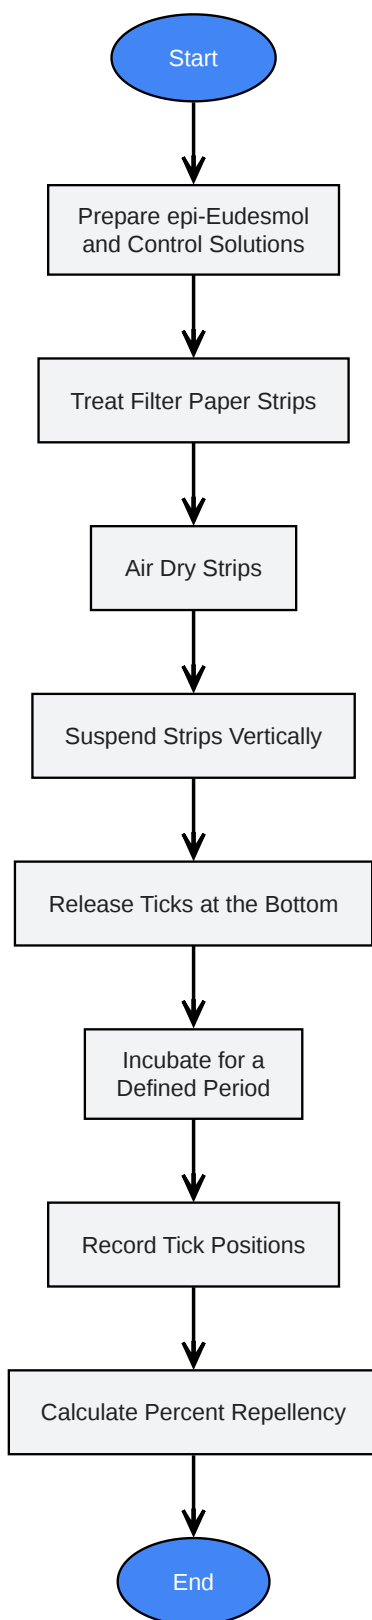 Start
Prepare epi-Eudesmol
and Control Solutions
Treat Filter Paper Strips
Air Dry Strips
Suspend Strips Vertically
Release Ticks at the Bottom
Incubate for a
Defined Period
Record Tick Positions
Calculate Percent Repellency
End